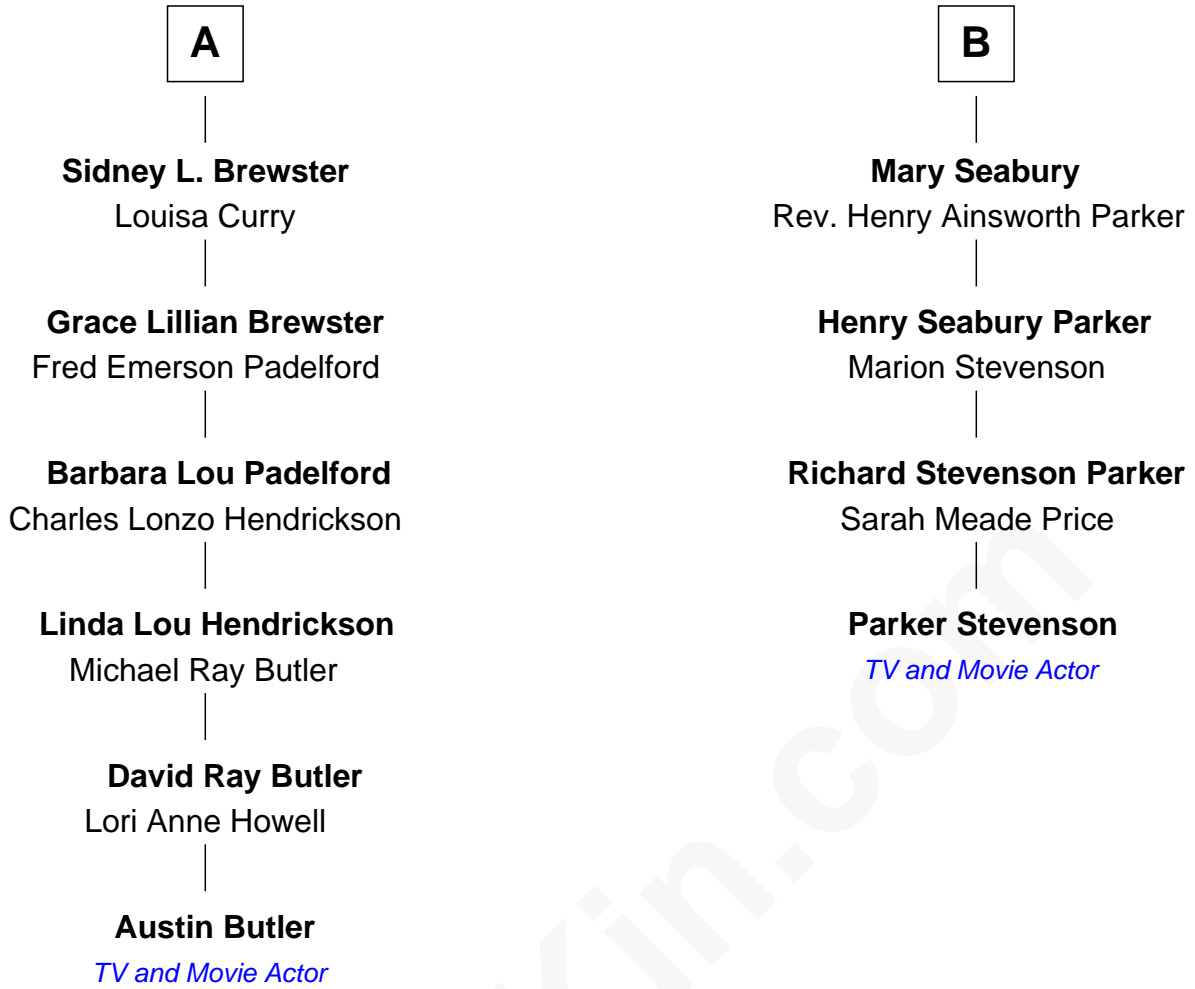 A
Sidney L. Brewster
Louisa Curry
Grace Lillian Brewster
Fred Emerson Padelford
Barbara Lou Padelford
Charles Lonzo Hendrickson
Linda Lou Hendrickson
Michael Ray Butler
David Ray Butler
Lori Anne Howell
Austin Butler
TV and Movie Actor
B
Mary Seabury
Rev. Henry Ainsworth Parker
Henry Seabury Parker
Marion Stevenson
Richard Stevenson Parker
Sarah Meade Price
Parker Stevenson
TV and Movie Actor
Kin.com